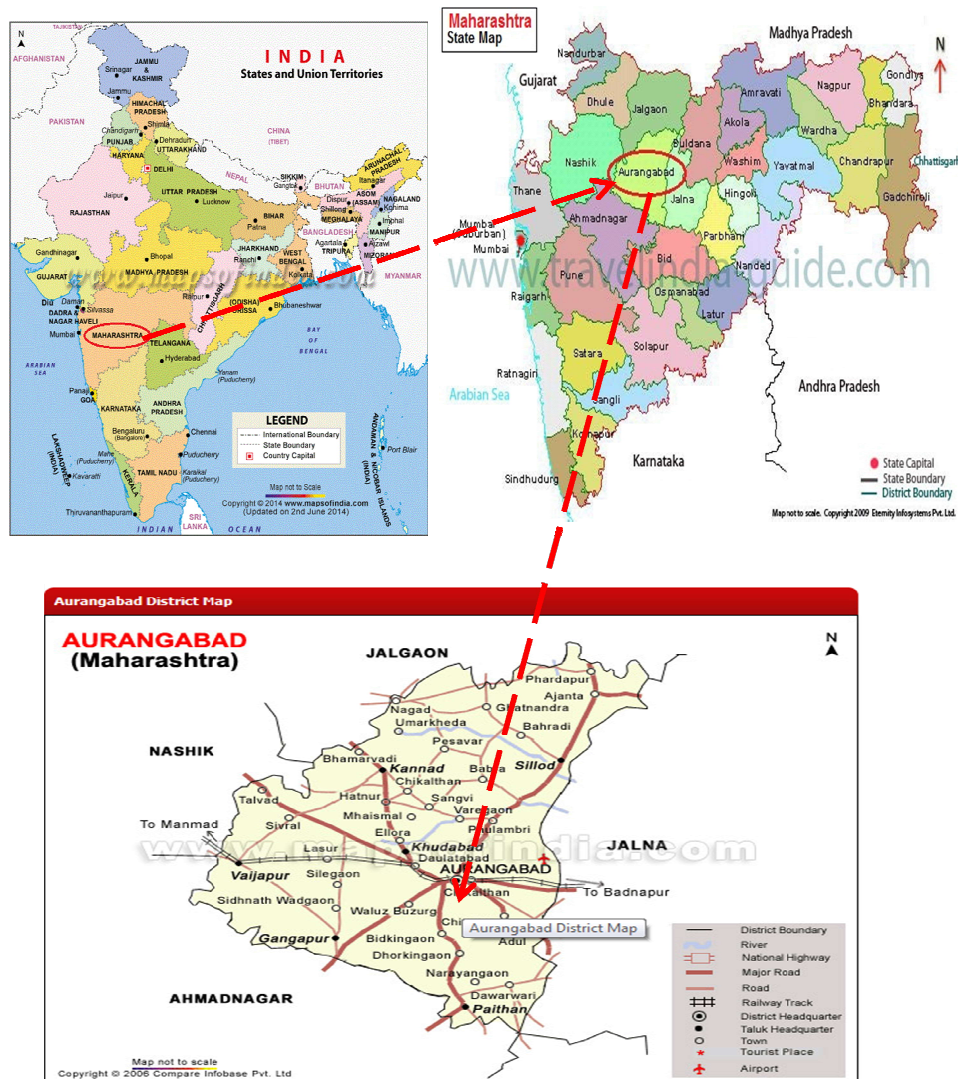 TAJIKISTAN
N
INDIA
States and Union Territories
AFGHANISTAN
JAMMU
&
KASHMIR
Srinagar
Jammu
HIMACHAL
PRADESH
Shimla
PAKISTAN
Chandigarh
PUNJAB
Dehradun
UTTARAKHAND
CHINA
(TIBET)
HARYANA
DELHI
ARUNACHAL
PRADESH
NEPAL
SIKKIM
Gangtok
BHUTAN
Itanagar
Jaipur
RAJASTHAN
UTTAR PRADESH
Lucknow
Dispur
ASOM
(ASSAM)
NAGALAND
Kohima
Shillong
MEGHALAYA
BIHAR
Patna
Imphal
MANIPUR
BANGLADESH
Gandhinagar
GUJARAT
Bhopal
MADHYA PRADESH
JHARKHAND
Ranchi
WEST
BENGAL
Kolkata
Agartala
TRIPURA
Aizawl
MIZORAM
MYANMAR
www.mapsofindia.com
Diu
Daman
DADRA &
NAGAR HAVELI
Silvassa
Raipur
CHHATTISGARH
(ODISHA)
ORISSA
Bhubaneshwar
Mumbai
MAHARASHTRA
TELANGANA
Hyderabad
BAY
OF
BENGAL
ARABIAN
SEA
Yanam
(Puducherry)
Panaji
GOA
KARNATAKA
ANDHRA
PRADESH
Bengaluru
(Bangalore)
Chennai
LAKSHADWEEP
(INDIA)
Mahe
(Puducherry)
Puducherry
Kavaratti
KERALA
TAMIL NADU
Karaikal
(Puducherry)
Thiruvananthapuram
SRI
LANKA
INDIAN OCEAN
ANDAMAN & NICOBAR ISLANDS
(INDIA)
Port Blair
LEGEND
International Boundary
State Boundary
Country Capital
Map not to Scale
Copyright © 2014 www.mapsofindia.com
(Updated on 2nd June 2014)
Maharashtra
State Map
Madhya Pradesh
N
Gujarat
Nandurbar
Dhule
Jalgaon
Amravati
Nagpur
Gondiya
Bhandara
Akola
Buldana
Wardha
Nashik
Aurangabad
Washim
Yavatmal
Chandrapur
Chhattisgarh
Thane
Jalna
Hingoli
Gadchiroli
Mumbai
(Suburban)
Mumbai
Ahmadnagar
Parbhani
Bid
Nanded
www.travelindia-guide.com
Pune
Raigarh
Osmanabad
Latur
Satara
Solapur
Ratnagiri
Arabian Sea
Sangli
Andhra Pradesh
Kolhapur
Karnataka
Sindhudurg
State Capital
State Boundary
District Boundary
Map not to scale. Copyright 2009 Eternity Infosystems Pvt. Ltd.
Aurangabad District Map
AURANGABAD
(Maharashtra)
N
JALGAON
Phardapur
Ajanta
Nagad
Ghatnandra
Umarkheda
Bahradi
NASHIK
Pesavar
Bhamarvadi
Kannad
Babra
Sillod
Chikalthan
Talvad
Hatnur
Sangvi
Mhaismal
Varegaon
Sivral
Phulambri
To Manmad
Ellora
Khudabad
JALNA
www.mapsofindia.com
Lasur
Daulatabad
Vaijapur
AURANGABAD
Silegaon
Chikalthan
To Badnapur
Sidhnath Wadgaon
Waluz Buzurg
Aurangabad District Map
Gangapur
Bidkingaon
Adul
Dhorkingaon
Narayangaon
Dawarwari
Paithan
AHMADNAGAR
District Boundary
River
National Highway
Major Road
Road
Railway Track
District Headquarter
Taluk Headquarter
Town
Tourist Place
Airport
Map not to scale
Copyright © 2006 Compare Infobase Pvt. Ltd